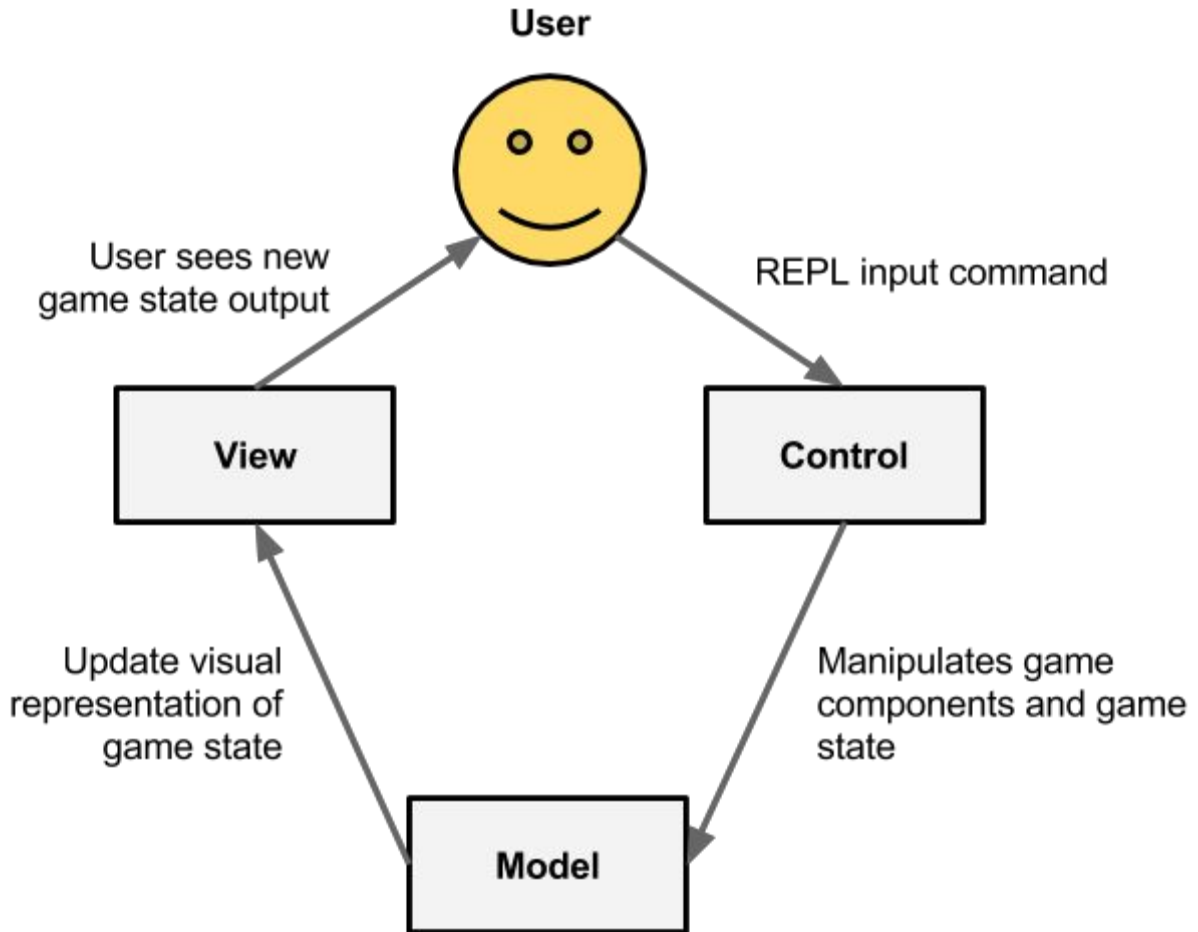 User
User sees new
game state output
REPL input command
View
Control
Update visual
representation of
game state
Manipulates game
components and game
state
Model